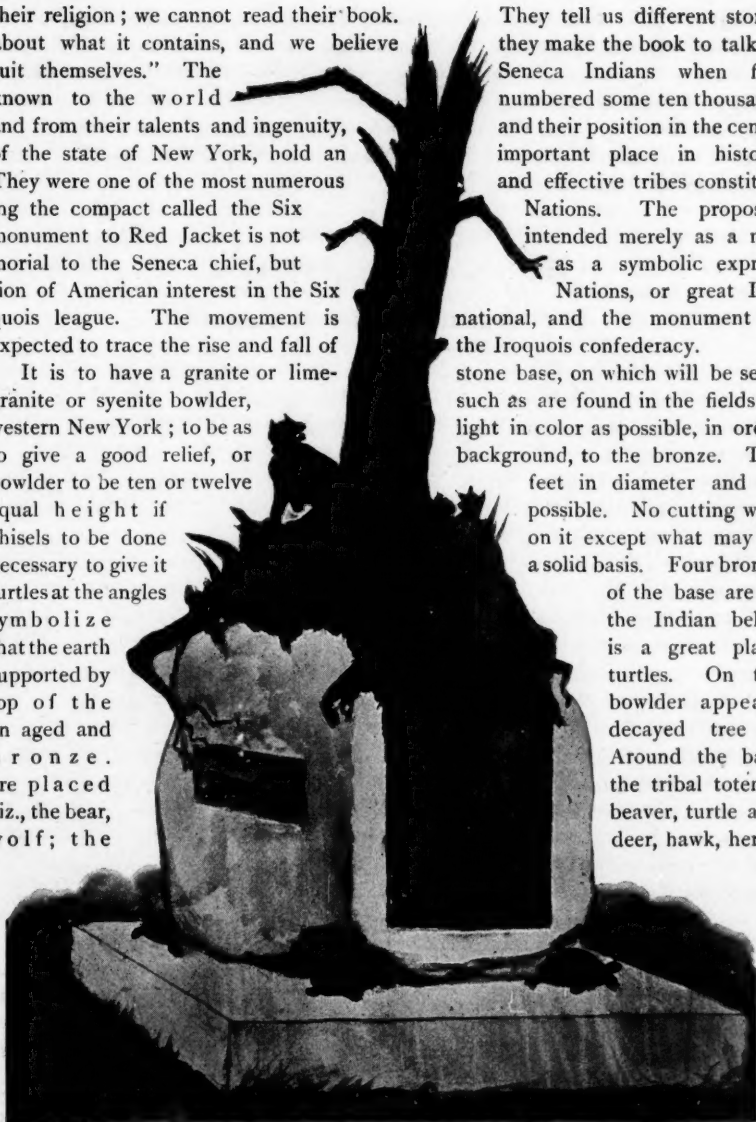 their religion; we cannot read their book. They tell us different stor
about what it contains, and we believe they make the book to talk
uit themselves." The Seneca Indians when f
known to the world numbered some ten thousa
and from their talents and ingenuity, and their position in the cen
of the state of New York, hold an important place in histo
They were one of the most numerous and effective tribes constit
ng the compact called the Six Nations. The propos
monument to Red Jacket is not intended merely as a m
morial to the Seneca chief, but as a symbolic expr
ion of American interest in the Six Nations, or great I
quois league. The movement is national, and the monument
expected to trace the rise and fall of the Iroquois confederacy.
It is to have a granite or lime- stone base, on which will be se
ranite or syenite bowlder, such as are found in the fields
western New York; to be as light in color as possible, in ord
o give a good relief, or background, to the bronze. T
owlder to be ten or twelve feet in diameter and
qual height if possible. No cutting w
hisels to be done on it except what may
ecessary to give it a solid basis. Four bron
urtles at the angles of the base are
ymbolize the Indian bel
hat the earth is a great pla
upported by turtles. On t
op of the bowlder appea
n aged and decayed tree
ronze. Around the ba
re placed the tribal toten
iz., the bear, beaver, turtle a
olf; the deer, hawk, her